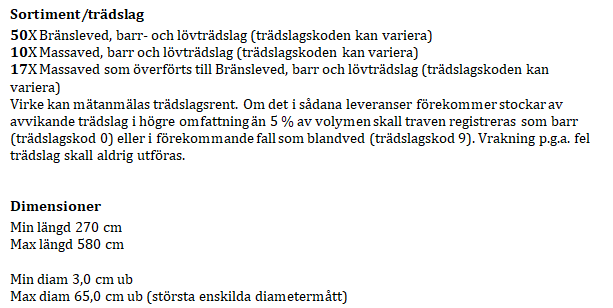 Sortiment/trädslag
50X Bränsleved, barr- och lövträdslag (trädslagskoden kan variera)
10X Massaved, barr och lövträdslag (trädslagskoden kan variera)
17X Massaved som överförts till Bränsleved, barr och lövträdslag (trädslagskoden kan
variera)
Virke kan mätanmälas trädslagsrent. Om det i sådana leveranser förekommer stockar av
avvikande trädslag i högre omfattning än 5 % av volymen skall traven registreras som barr
(trädslagskod 0) eller i förekommande fall som blandved (trädslagskod 9). Vrakning p.g.a. fel
trädslag skall aldrig utföras.
Dimensioner
Min längd 270 cm
Max längd 580 cm
Min diam 3,0 cm ub
Max diam 65,0 cm ub (största enskilda diametermått)